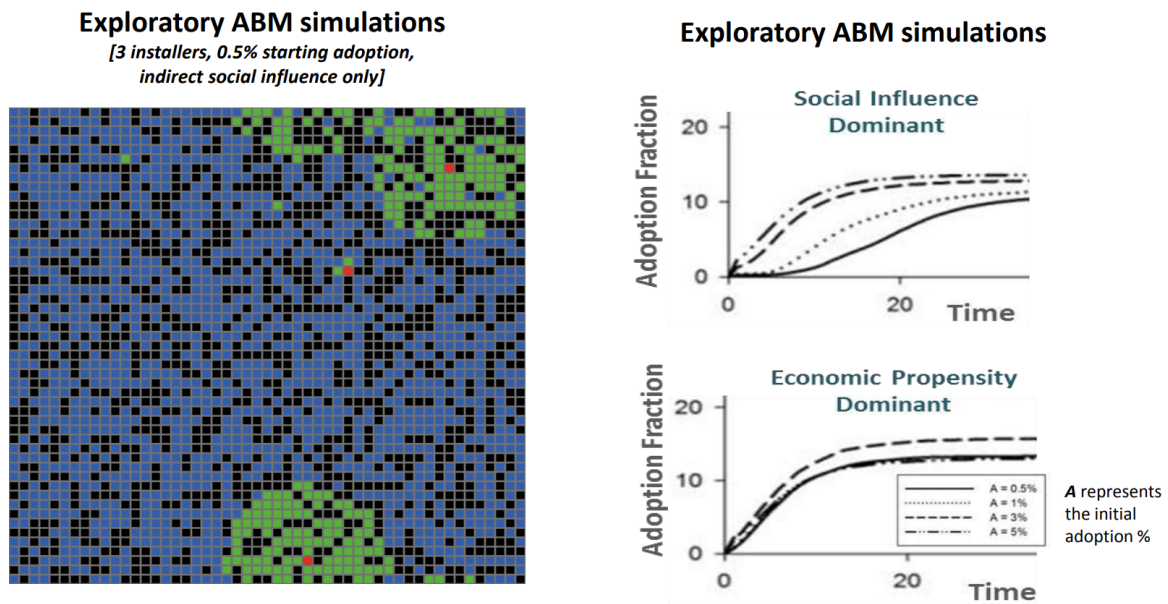 Exploratory ABM simulations
[3 installers, 0.5% starting adoption,
indirect social influence only]
Exploratory ABM simulations
Social Influence
Dominant
Adoption Fraction
20
10
0
0
20
Time
Economic Propensity
Dominant
Adoption Fraction
20
10
0
0
20
Time
A = 0.5%
A = 1%
A = 3%
A = 5%
A represents
the initial
adoption %